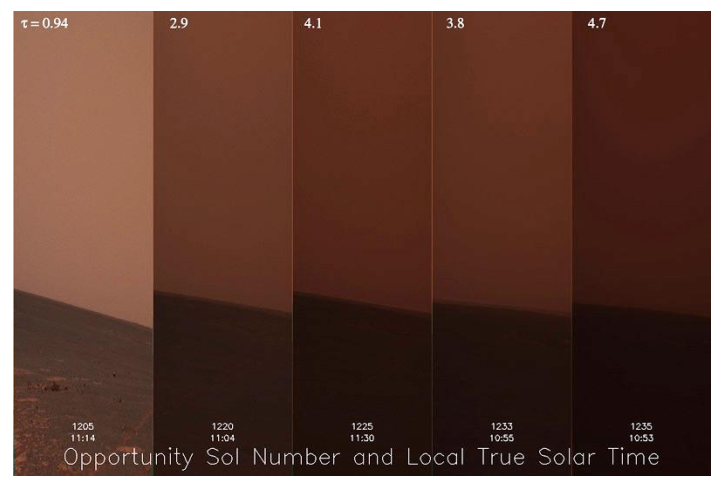 τ = 0.94 2.9 4.1 3.8 4.7
1205 1220 1225 1233 1235
11:14 11:04 11:30 10:55 10:53
Opportunity Sol Number and Local True Solar Time